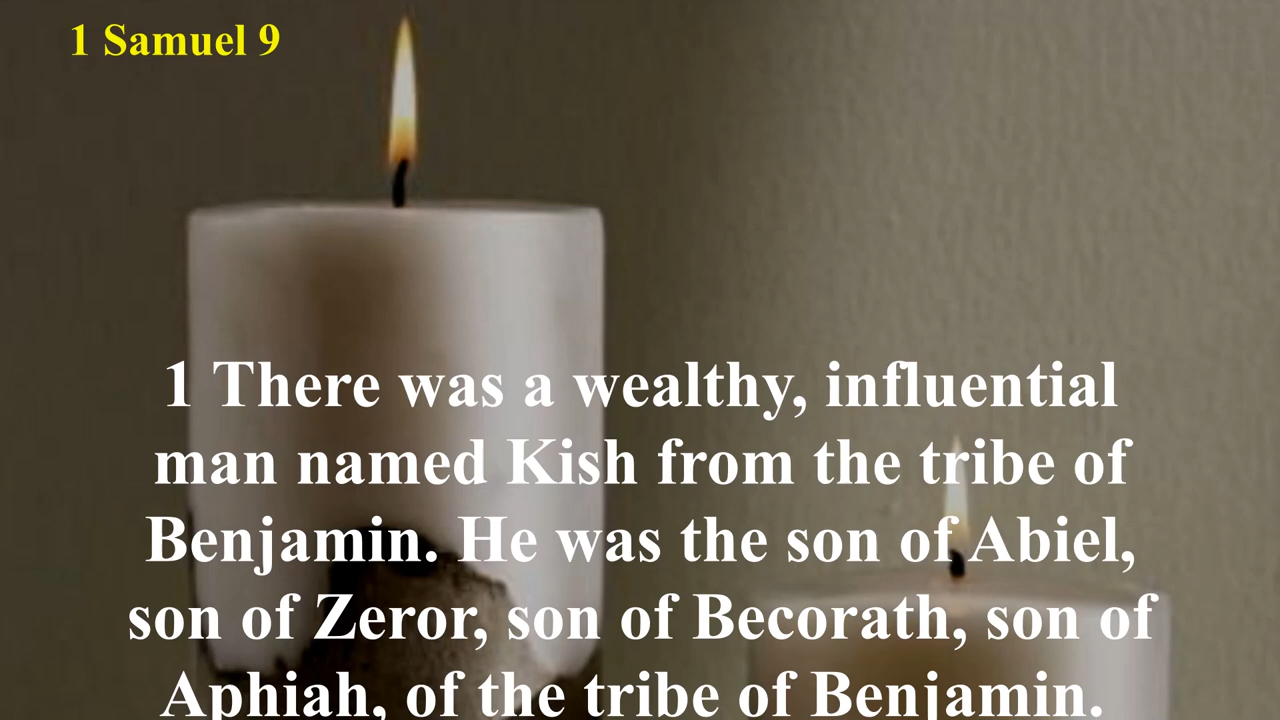 1 Samuel 9
1 There was a wealthy, influential
man named Kish from the tribe of
Benjamin. He was the son of Abiel,
son of Zeror, son of Becorath, son of
Aphiah, of the tribe of Benjamin.